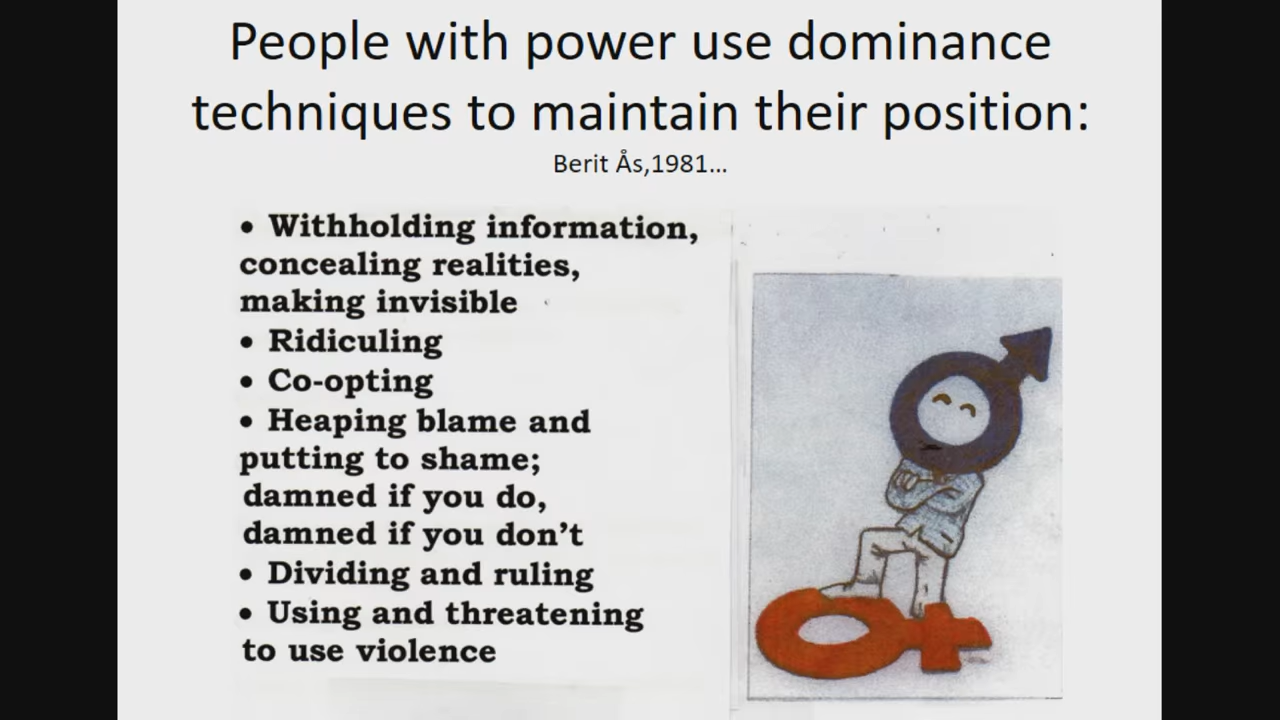 People with power use dominance
techniques to maintain their position:
Berit Ås,1981...
• Withholding information,
concealing realities,
making invisible
• Ridiculing
• Co-opting
• Heaping blame and
putting to shame;
damned if you do,
damned if you don't
• Dividing and ruling
• Using and threatening
to use violence